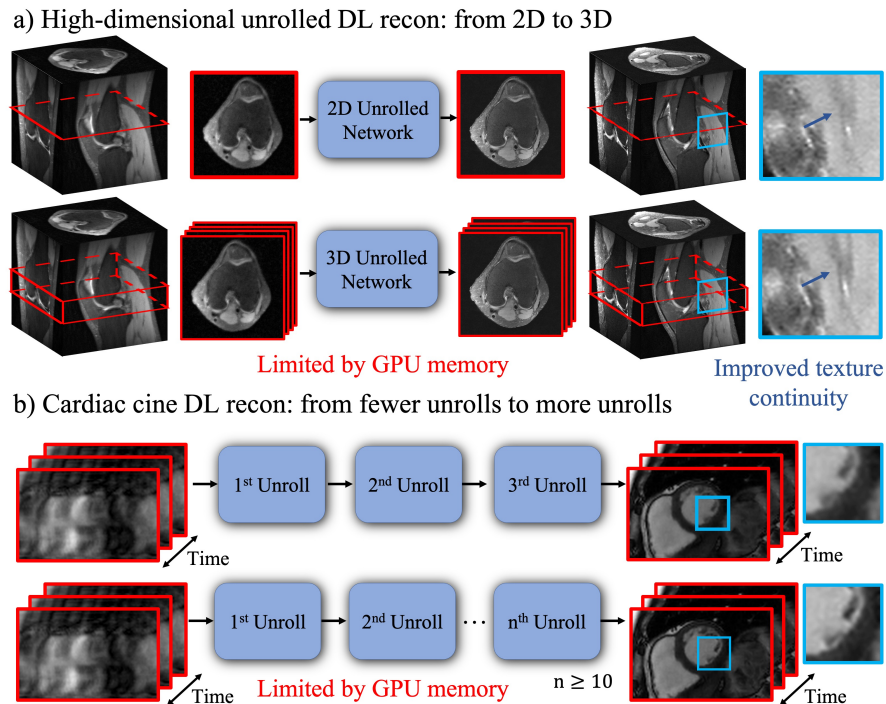 a) High-dimensional unrolled DL recon: from 2D to 3D
2D Unrolled
Network
3D Unrolled
Network
Limited by GPU memory
Improved texture
continuity
b) Cardiac cine DL recon: from fewer unrolls to more unrolls
1st Unroll
2nd Unroll
3rd Unroll
Time
Time
1st Unroll
2nd Unroll
...
nth Unroll
Time
Limited by GPU memory
n ≥ 10
Time